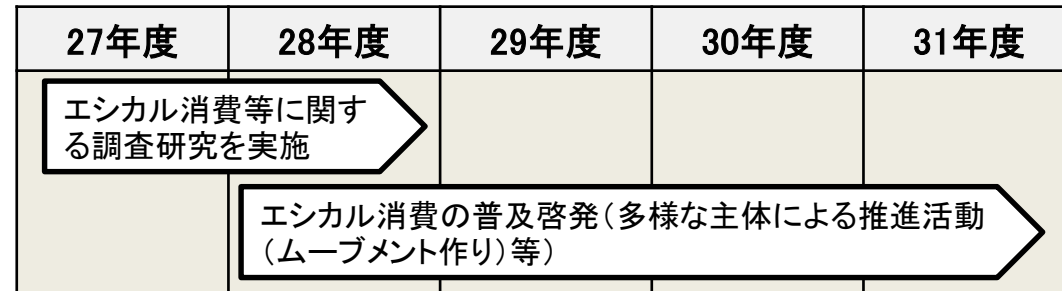 27年度 28年度 29年度 30年度 31年度
エシカル消費等に関す
る調査研究を実施
エシカル消費の普及啓発（多様な主体による推進活動
（ムーブメント作り）等）